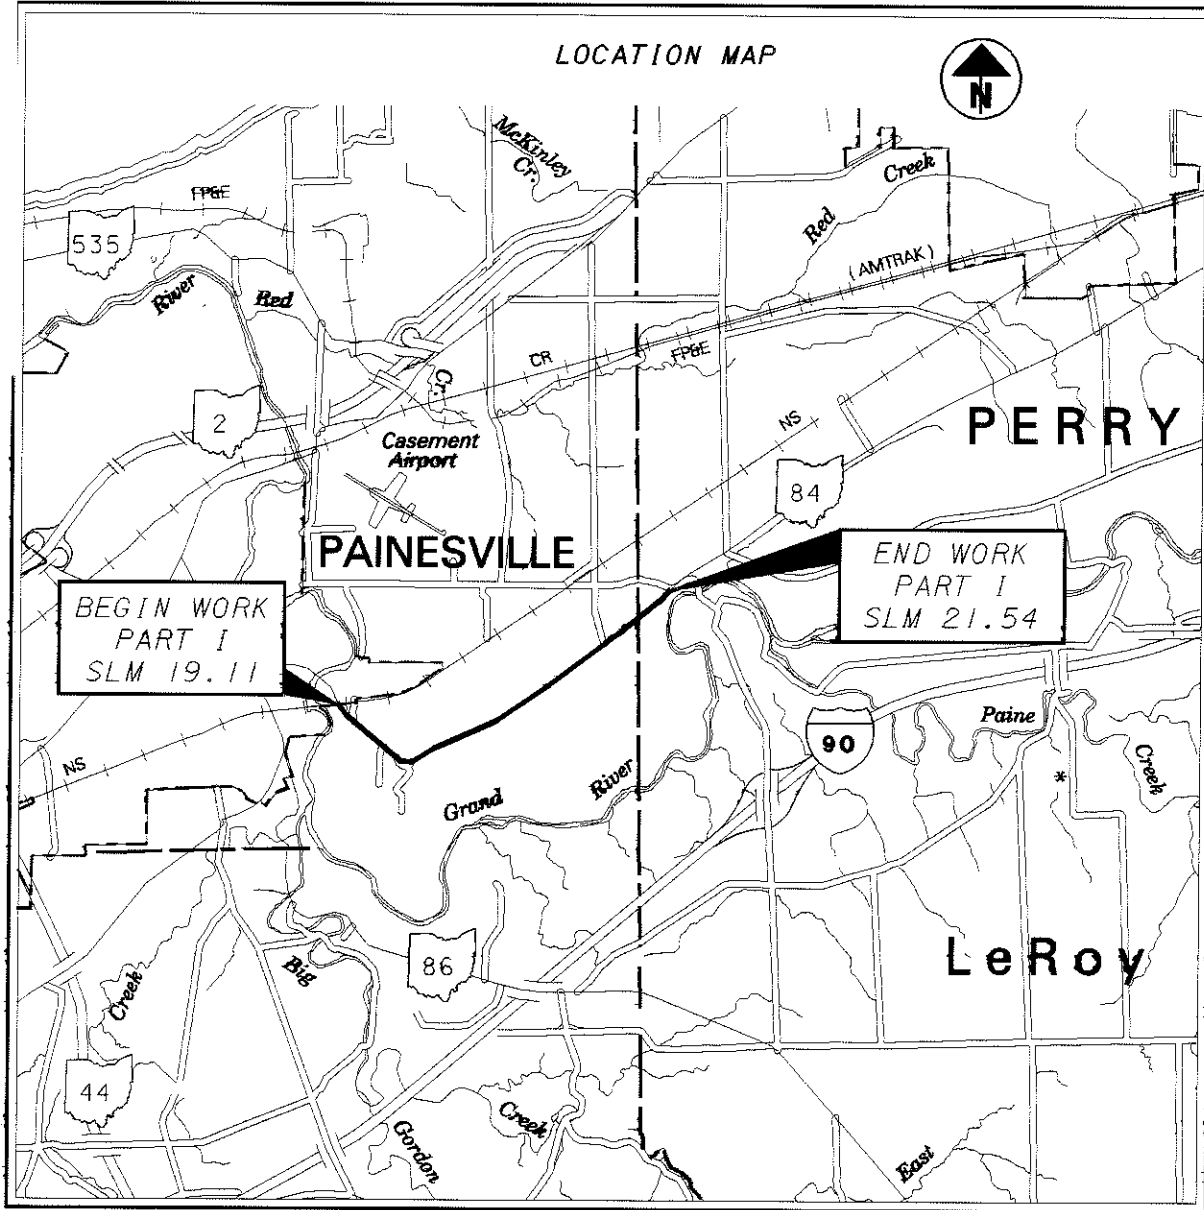 LOCATION MAP
N
McKinley
Cr.
Creek
Red
FP&E
535
(AMTRAK)
River
Red
CR
FP&E
Cr.
2
NS
PERRY
Casement
Airport
84
PAINESVILLE
END WORK
PART I
SLM 21.54
BEGIN WORK
PART I
SLM 19.11
Paine
90
NS
Creek
River
Grand
*
86
LeRoy
Big
Creek
44
Creek
Gordon
East